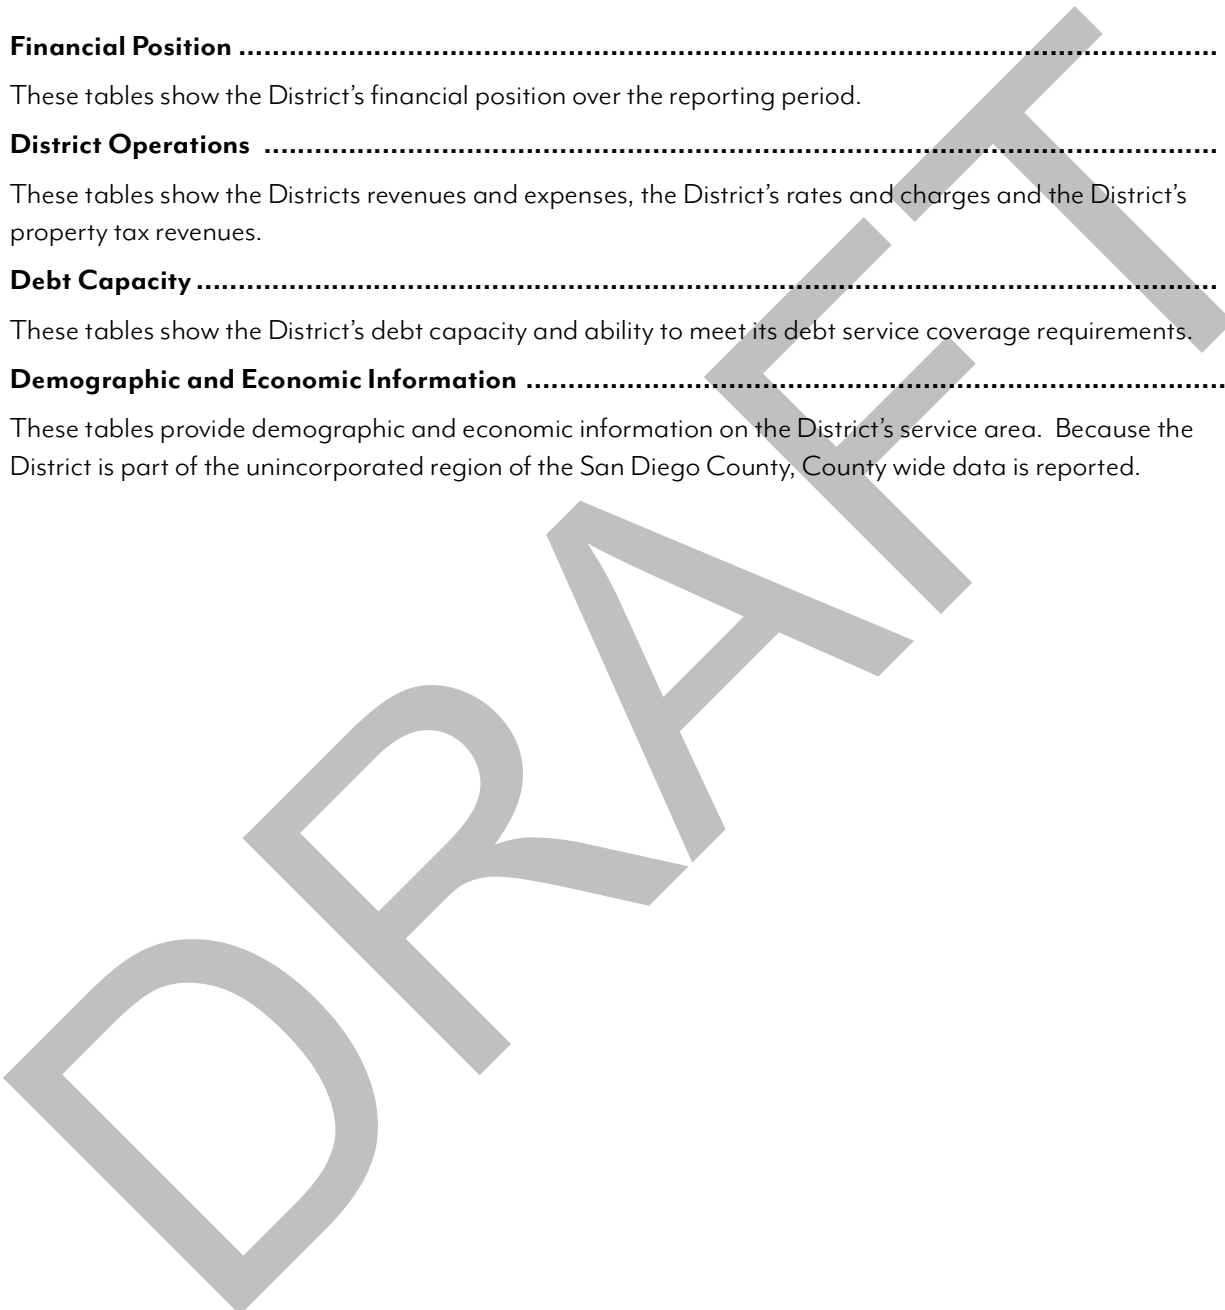 Financial Position ....................................................................................................................
These tables show the District's financial position over the reporting period.
District Operations .................................................................................................................
These tables show the Districts revenues and expenses, the District's rates and charges and the District's
property tax revenues.
Debt Capacity .........................................................................................................................
These tables show the District's debt capacity and ability to meet its debt service coverage requirements.
Demographic and Economic Information ...................................................................................
These tables provide demographic and economic information on the District's service area.  Because the
District is part of the unincorporated region of the San Diego County, County wide data is reported.
DRAFT